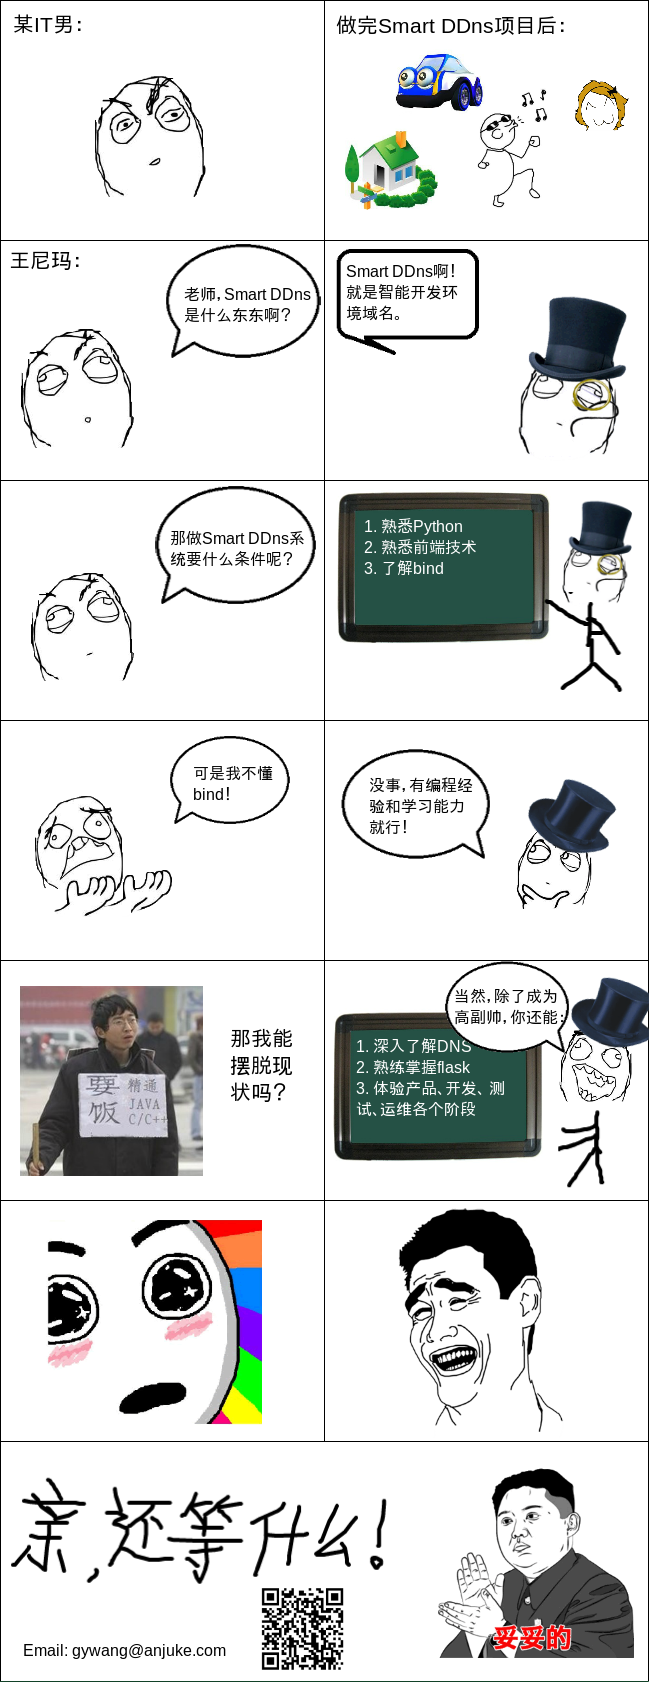 某IT男：
做完Smart DDns项目后：
王尼玛：
老师，Smart DDns
是什么东东啊？
Smart DDns啊！
就是智能开发环
境域名。
那做Smart DDns系
统要什么条件呢？
1. 熟悉Python
2. 熟悉前端技术
3. 了解bind
可是我不懂
bind！
没事，有编程经
验和学习能力
就行！
要饭
精通
JAVA
C/C++
那我能
摆脱现
状吗？
当然，除了成为
高副帅，你还能：
1. 深入了解DNS
2. 熟练掌握flask
3. 体验产品、开发、测
试、运维各个阶段
亲，还等什么！
妥妥的
Email: gywang@anjuke.com